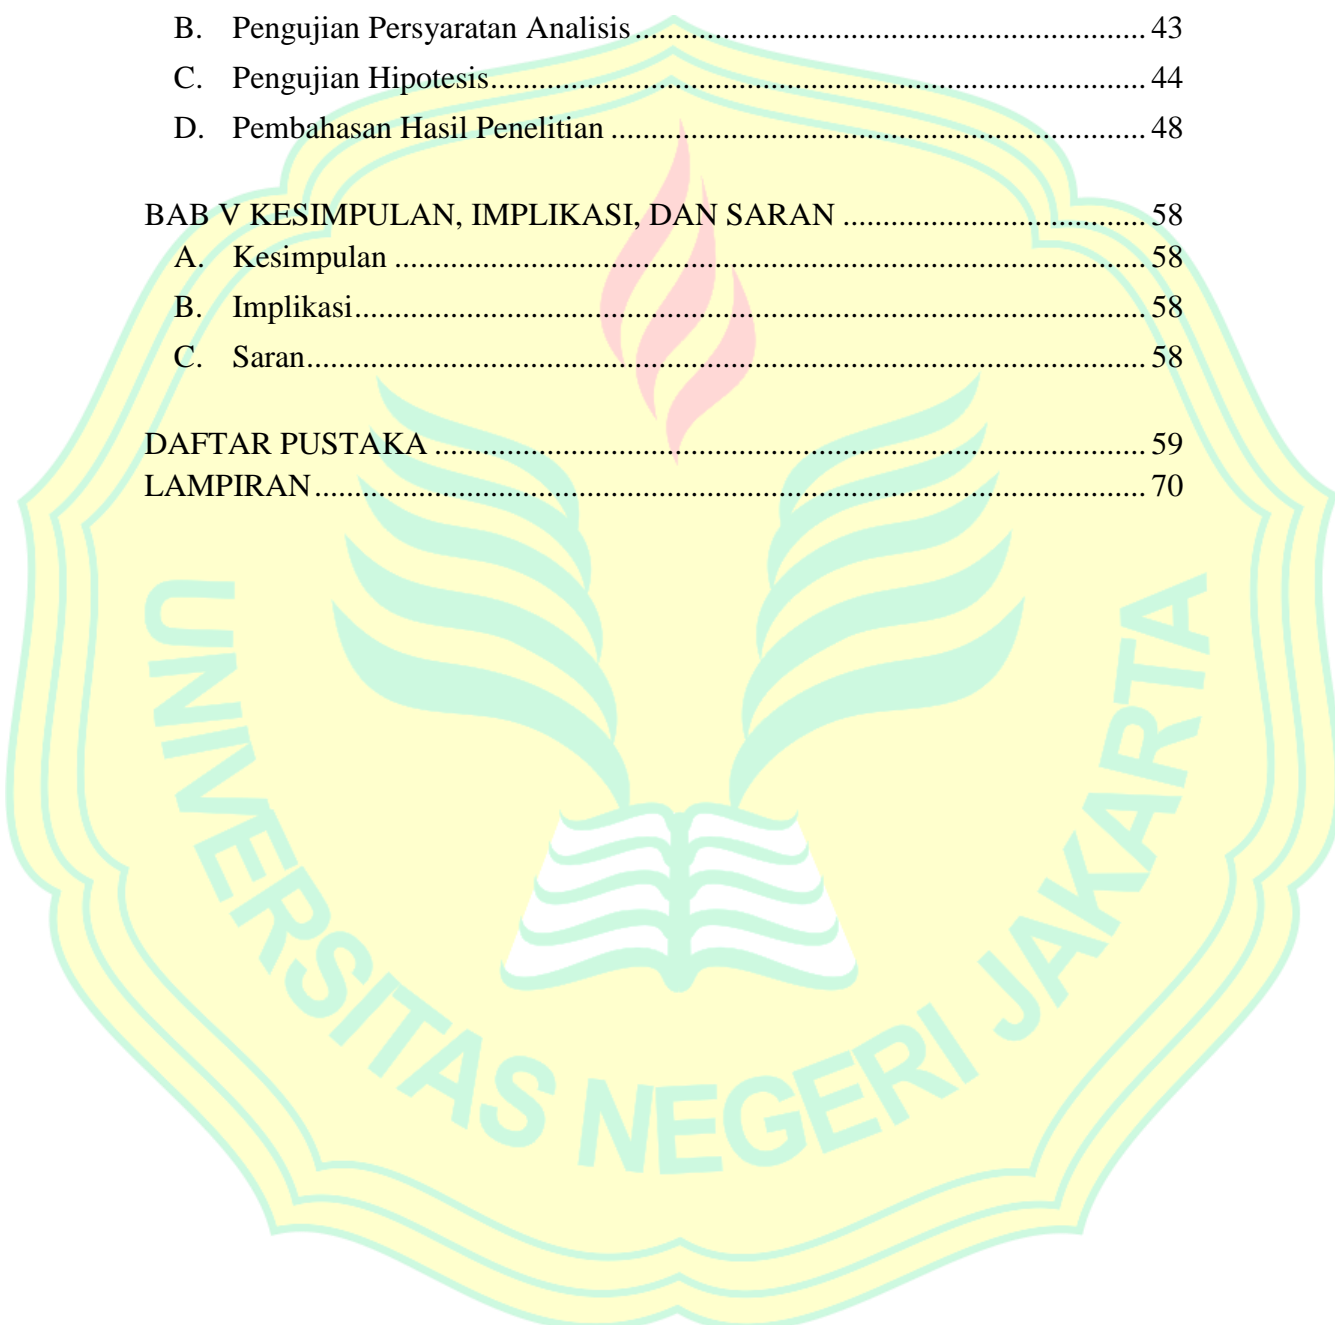 B. Pengujian Persyaratan Analisis ................................................................ 43
C. Pengujian Hipotesis.................................................................................. 44
D. Pembahasan Hasil Penelitian ................................................................... 48
BAB V KESIMPULAN, IMPLIKASI, DAN SARAN ...................................... 58
A. Kesimpulan .............................................................................................. 58
B. Implikasi................................................................................................... 58
C. Saran......................................................................................................... 58
DAFTAR PUSTAKA ......................................................................................... 59
LAMPIRAN........................................................................................................ 70
UNIVERSITAS NEGERI JAKARTA